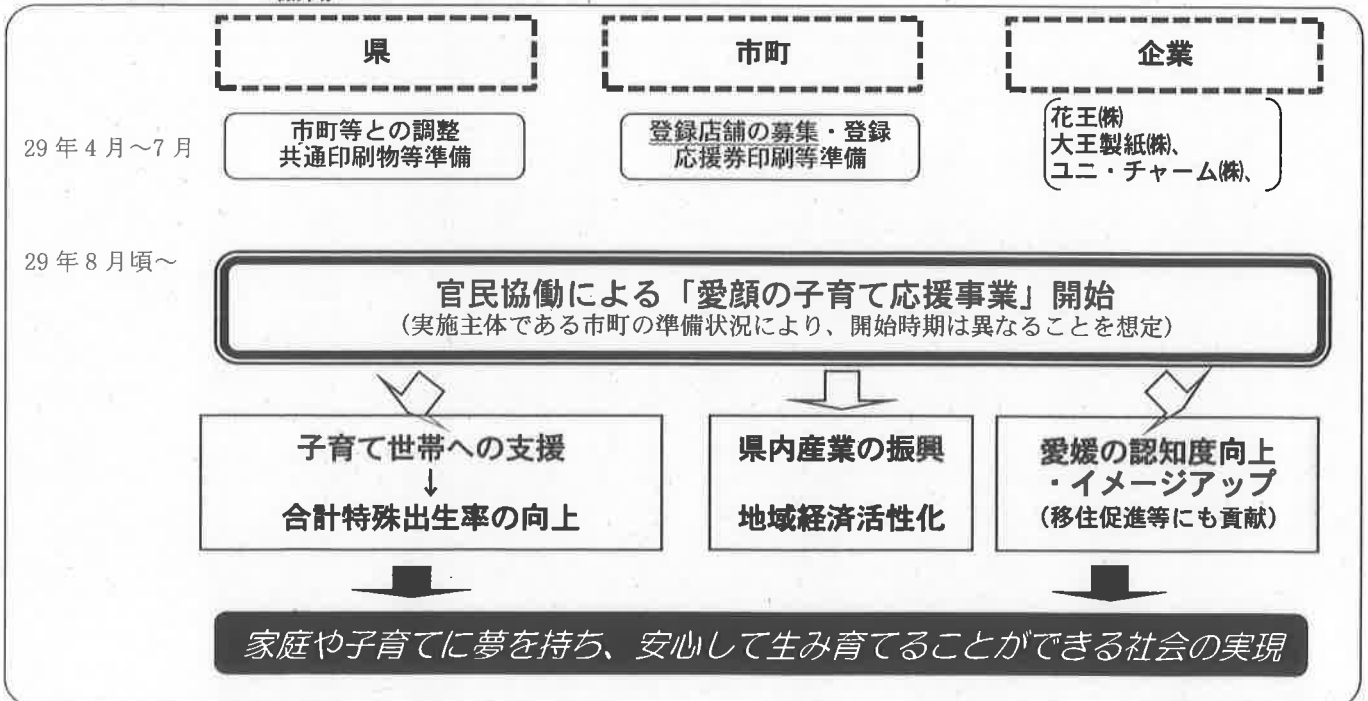 県
市町
企業
29年4月～7月
市町等との調整
共通印刷物等準備
登録店舗の募集・登録
応援券印刷等準備
花王㈱
大王製紙㈱、
ユニ・チャーム㈱、
29年8月頃～
官民協働による「愛顔の子育て応援事業」開始
(実施主体である市町の準備状況により、開始時期は異なることを想定)
子育て世帯への支援
↓
合計特殊出生率の向上
県内産業の振興
地域経済活性化
愛媛の認知度向上
・イメージアップ
(移住促進等にも貢献)
家庭や子育てに夢を持ち、安心して生み育てることができる社会の実現